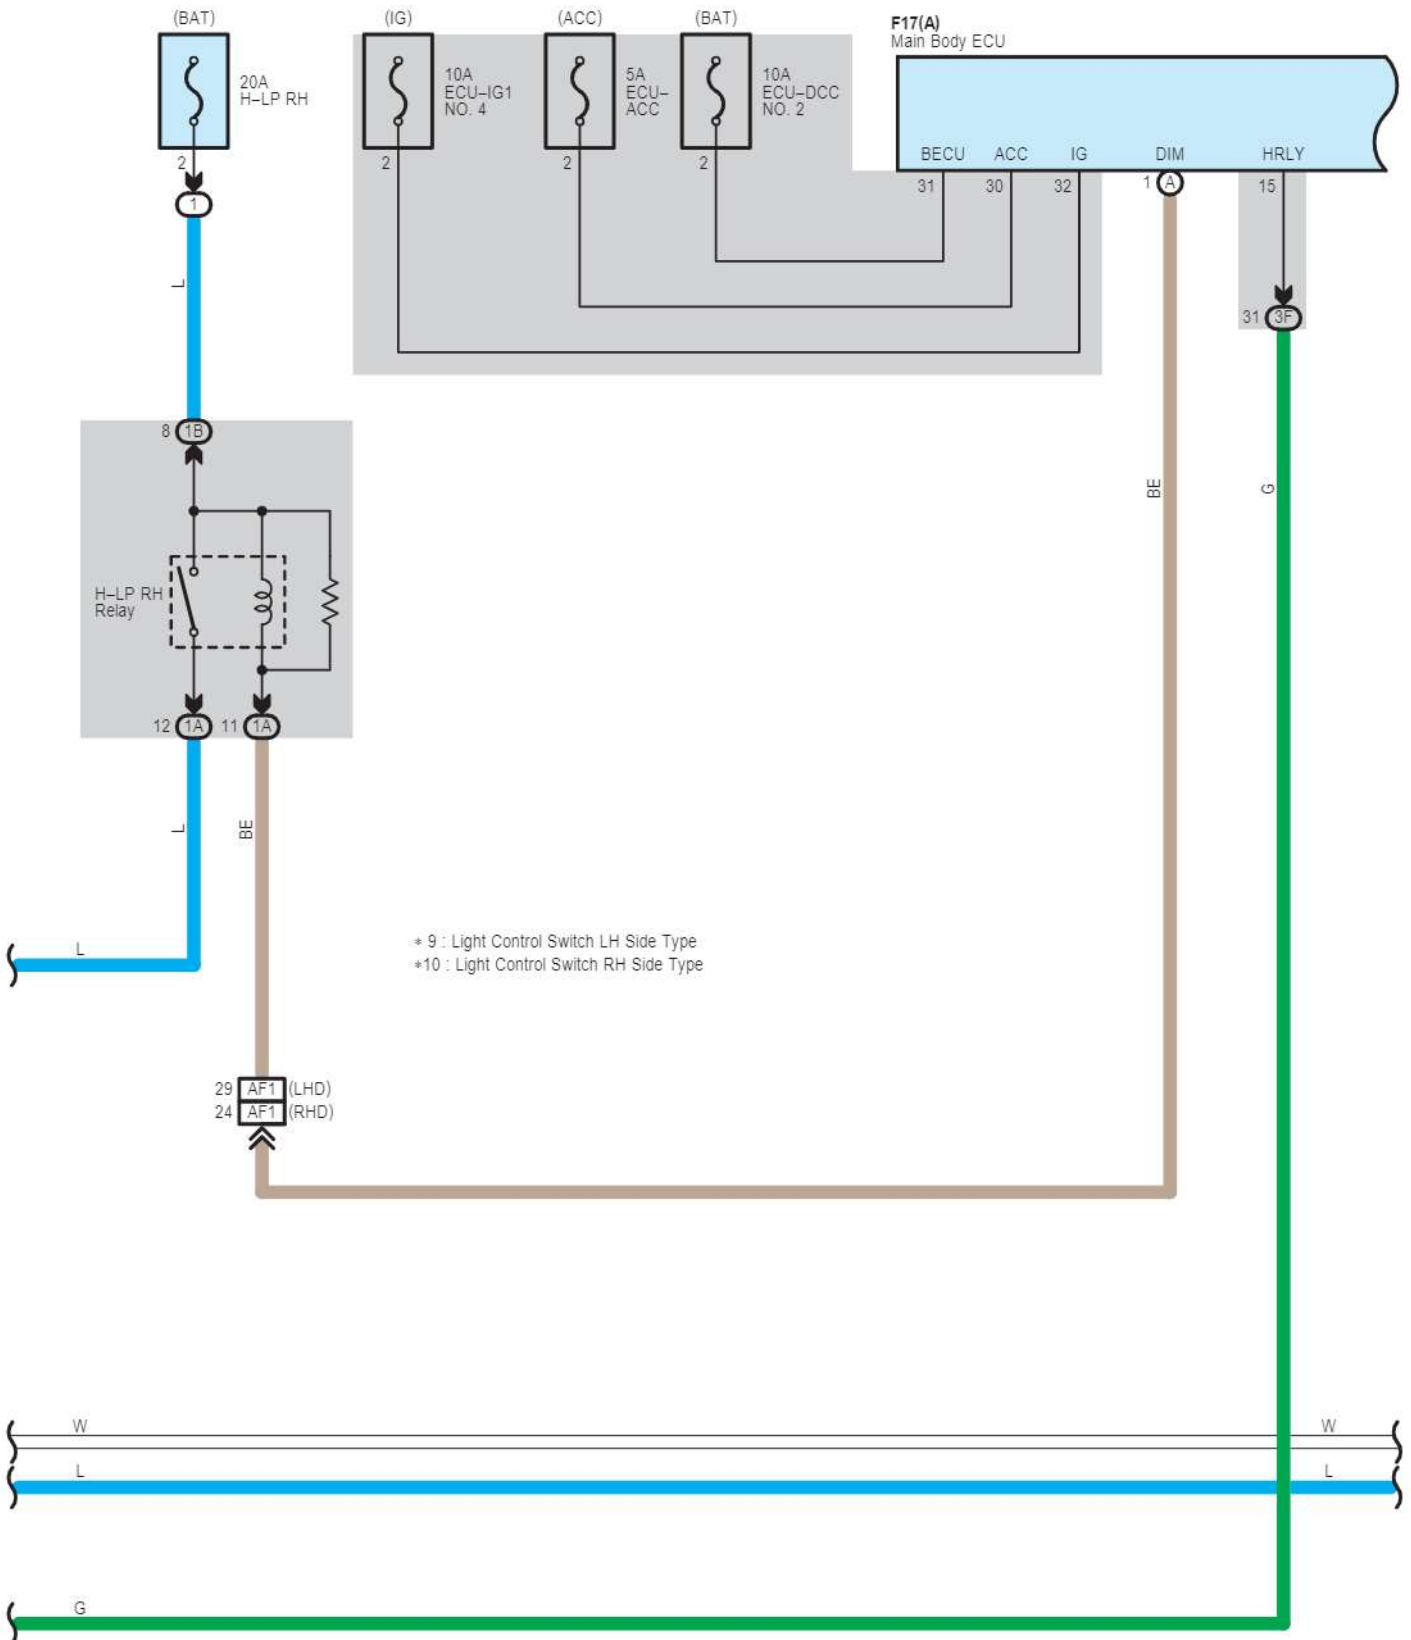 (BAT)
(IG)
(ACC)
(BAT)
F17(A)
Main Body ECU
20A
H–LP RH
10A
ECU–IG1
NO. 4
5A
ECU–
ACC
10A
ECU–DCC
NO. 2
BECU
ACC
IG
DIM
HRLY
2
2
2
2
31
30
32
1
A
15
1
L
31
3F
8
1B
BE
G
H–LP RH
Relay
12
1A
11
1A
L
BE
L
∗ 9 : Light Control Switch LH Side Type
∗10 : Light Control Switch RH Side Type
29
AF1
(LHD)
24
AF1
(RHD)
W
W
L
L
G